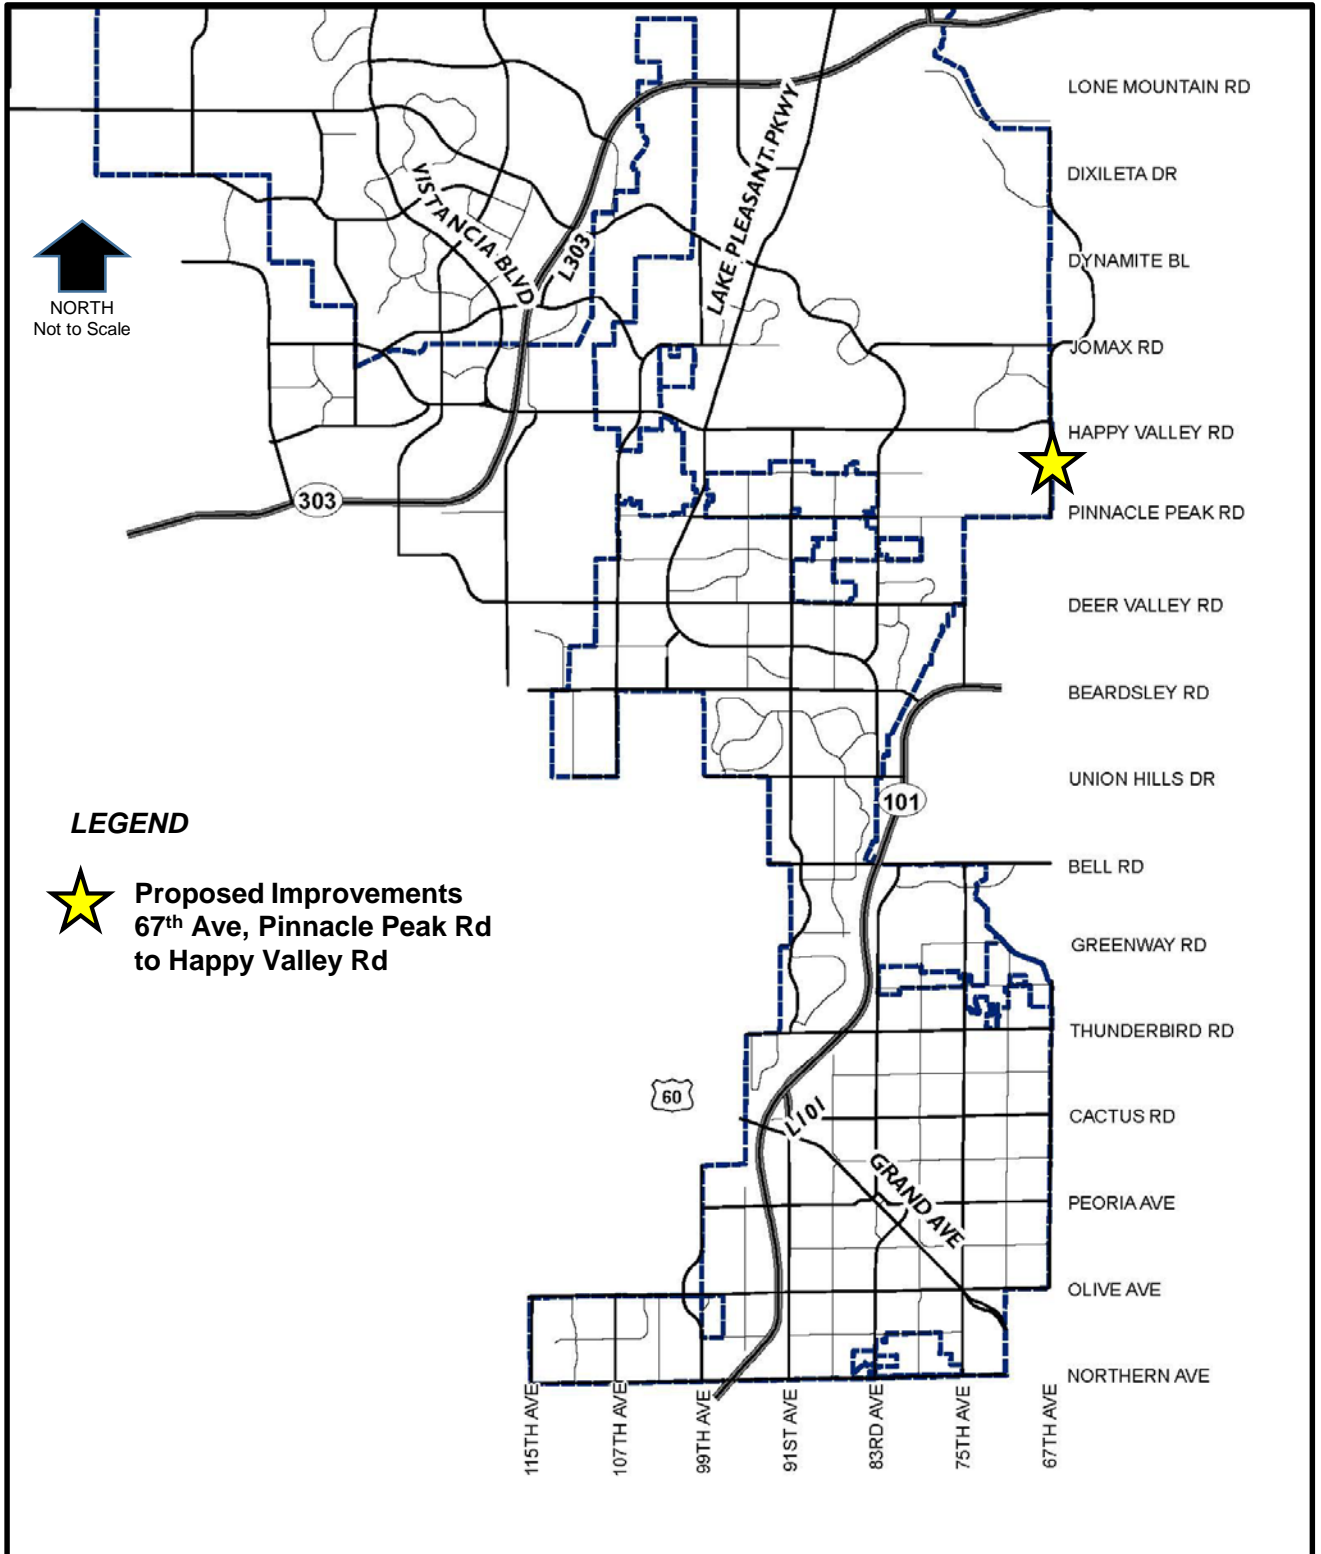 LONE MOUNTAIN RD
DIXILETA DR
DYNAMITE BL
JOMAX RD
HAPPY VALLEY RD
PINNACLE PEAK RD
DEER VALLEY RD
BEARDSLEY RD
UNION HILLS DR
BELL RD
GREENWAY RD
THUNDERBIRD RD
CACTUS RD
PEORIA AVE
OLIVE AVE
NORTHERN AVE
VISTANCIA BLVD
L303
LAKE PLEASANT PKWY
NORTH
Not to Scale
303
101
LEGEND
Proposed Improvements
67th Ave, Pinnacle Peak Rd
to Happy Valley Rd
60
L101
GRAND AVE
115TH AVE
107TH AVE
99TH AVE
91ST AVE
83RD AVE
75TH AVE
67TH AVE